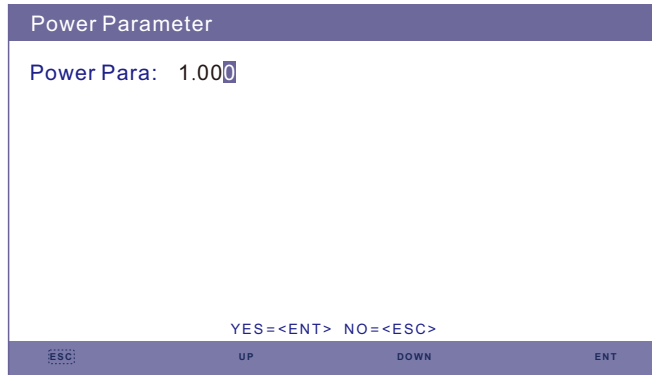 Power Parameter
Power Para: 1.000
YES=<ENT> NO=<ESC>
ESC UP DOWN ENT